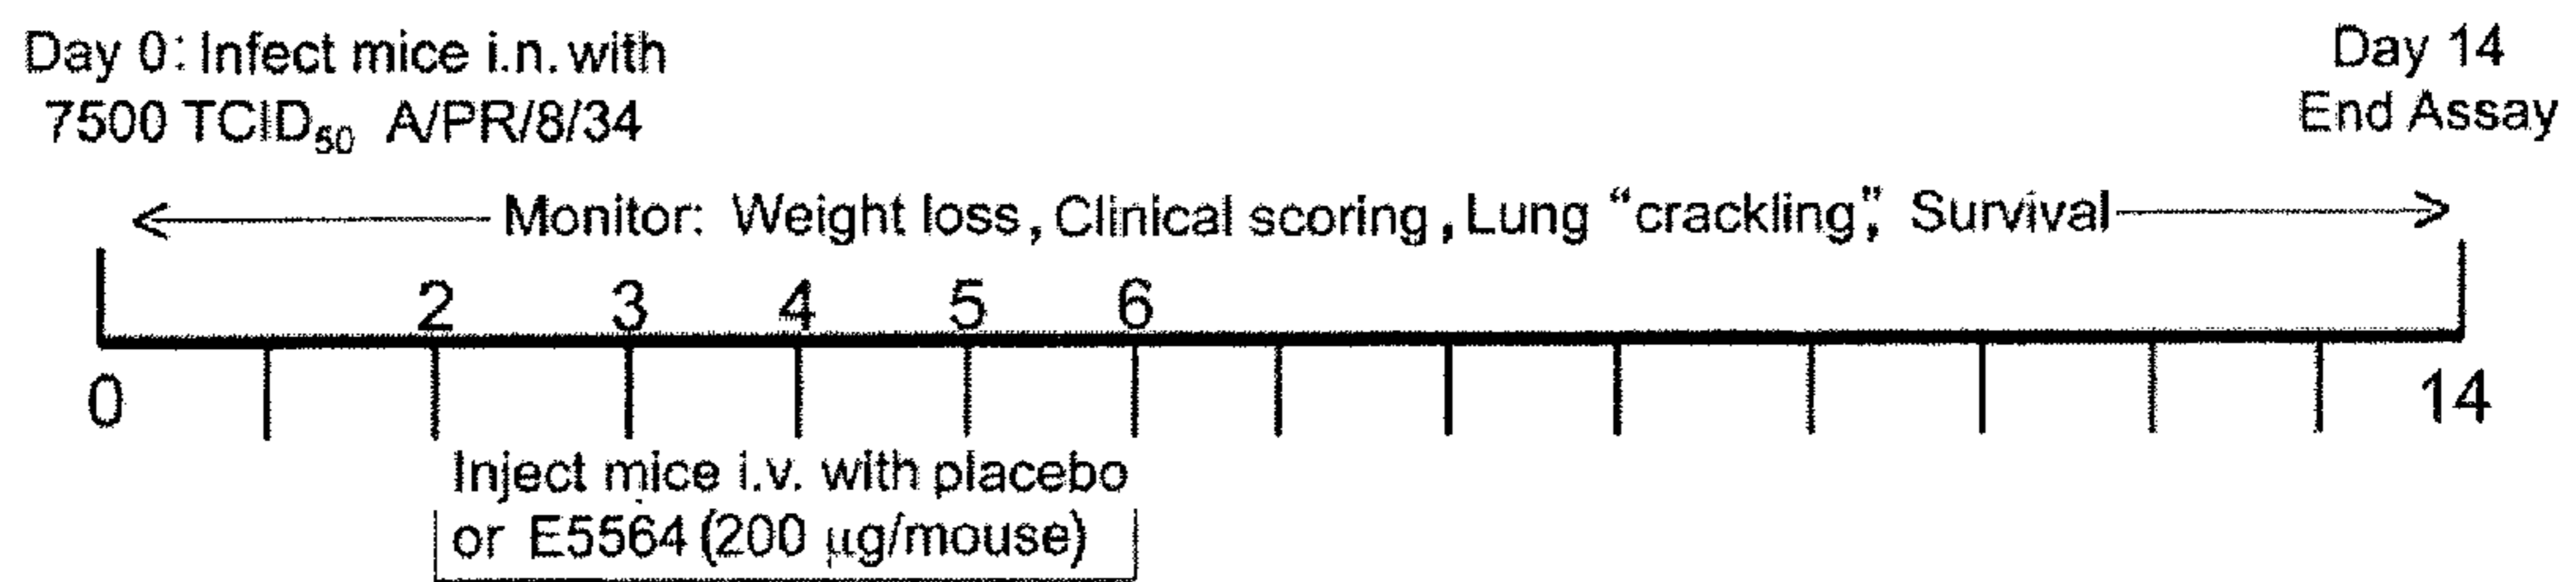 Day 0: Infect mice i.n. with
7500 TCID₅₀ A/PR/8/34
Day 14
End Assay
Monitor: Weight loss, Clinical scoring, Lung “crackling”, Survival
2 3 4 5 6
0 14
Inject mice i.v. with placebo
or E5564 (200 μg/mouse)